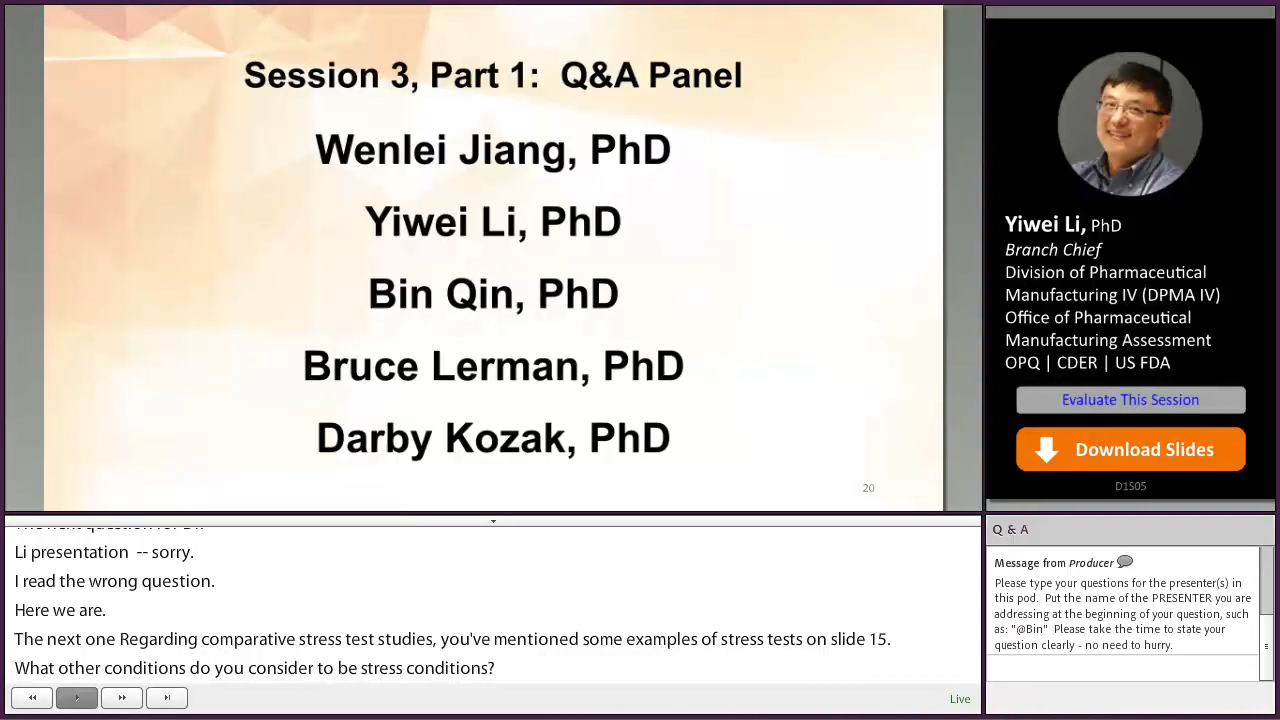 Session 3, Part 1: Q&A Panel
Wenlei Jiang, PhD
Yiwei Li, PhD
Bin Qin, PhD
Bruce Lerman, PhD
Darby Kozak, PhD
20
Yiwei Li, PhD
Branch Chief
Division of Pharmaceutical
Manufacturing IV (DPMA IV)
Office of Pharmaceutical
Manufacturing Assessment
OPQ | CDER | US FDA
Evaluate This Session
Download Slides
D1S05
Li presentation -- sorry.
I read the wrong question.
Here we are.
The next one Regarding comparative stress test studies, you've mentioned some examples of stress tests on slide 15.
What other conditions do you consider to be stress conditions?
Live
Q & A
Message from Producer
Please type your questions for the presenter(s) in
this pod. Put the name of the PRESENTER you are
addressing at the beginning of your question, such
as: "@Bin" Please take the time to state your
question clearly - no need to hurry.